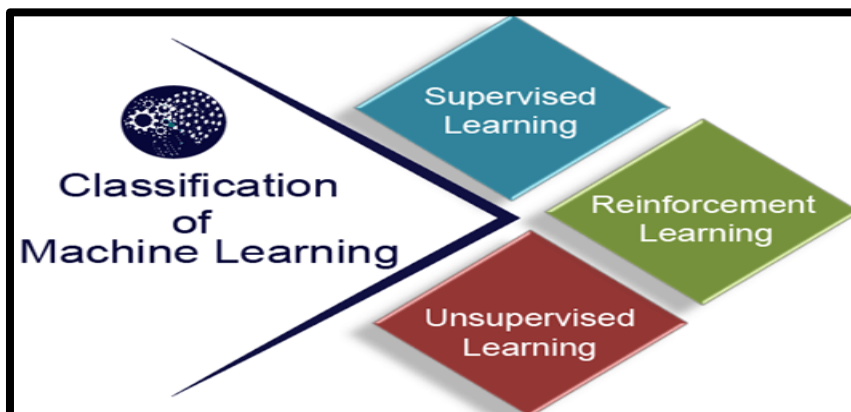 Classification
of
Machine Learning
Supervised
Learning
Reinforcement
Learning
Unsupervised
Learning